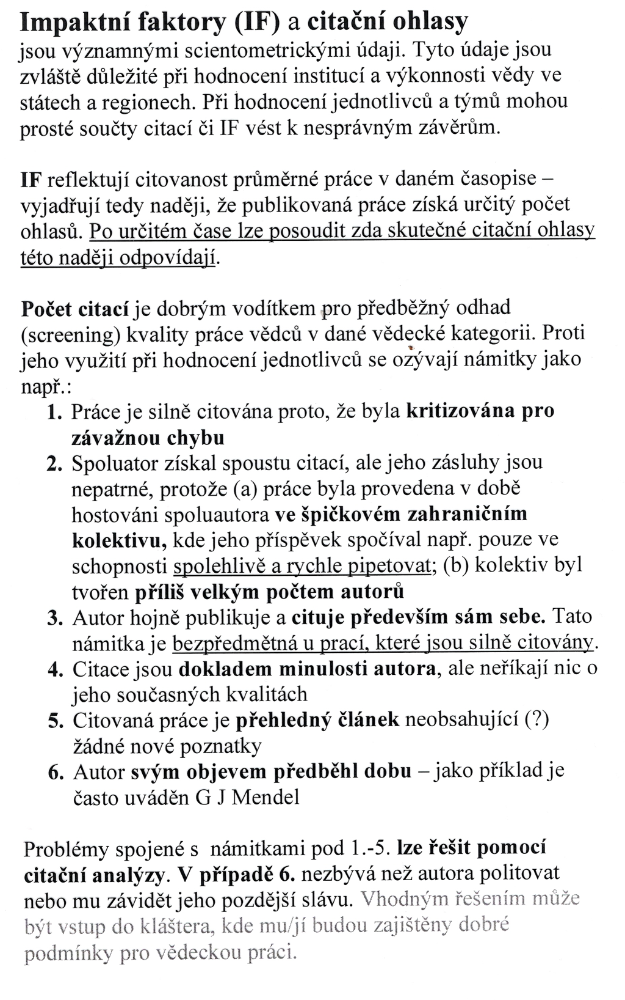 Impaktní faktory (IF) a citační ohlasy
jsou významnými scientometrickými údaji. Tyto údaje jsou
zvláště důležité při hodnocení institucí a výkonnosti vědy ve
státech a regionech. Při hodnocení jednotlivců a týmů mohou
prosté součty citací či IF vést k nesprávným závěrům.
IF reflektují citovanost průměrné práce v daném časopise –
vyjadřují tedy naději, že publikovaná práce získá určitý počet
ohlasů. Po určitém čase lze posoudit zda skutečné citační ohlasy
této naději odpovídají.
Počet citací je dobrým vodítkem pro předběžný odhad
(screening) kvality práce vědců v dané vědecké kategorii. Proti
jeho využití při hodnocení jednotlivců se ozývají námitky jako
např.:
1. Práce je silně citována proto, že byla kritizována pro
závažnou chybu
2. Spoluator získal spoustu citací, ale jeho zásluhy jsou
nepatrné, protože (a) práce byla provedena v době
hostováni spoluautora ve špičkovém zahraničním
kolektivu, kde jeho příspěvek spočíval např. pouze ve
schopnosti spolehlivě a rychle pipetovat; (b) kolektiv byl
tvořen příliš velkým počtem autorů
3. Autor hojně publikuje a cituje především sám sebe. Tato
námitka je bezpředmětná u prací, které jsou silně citovány.
4. Citace jsou dokladem minulosti autora, ale neříkají nic o
jeho současných kvalitách
5. Citovaná práce je přehledný článek neobsahující (?)
žádné nové poznatky
6. Autor svým objevem předběhl dobu – jako příklad je
často uváděn G J Mendel
Problémy spojené s námitkami pod 1.-5. lze řešit pomocí
citační analýzy. V případě 6. nezbývá než autora politovat
nebo mu závidět jeho pozdější slávu. Vhodným řešením může
být vstup do kláštera, kde mu/jí budou zajištěny dobré
podmínky pro vědeckou práci.